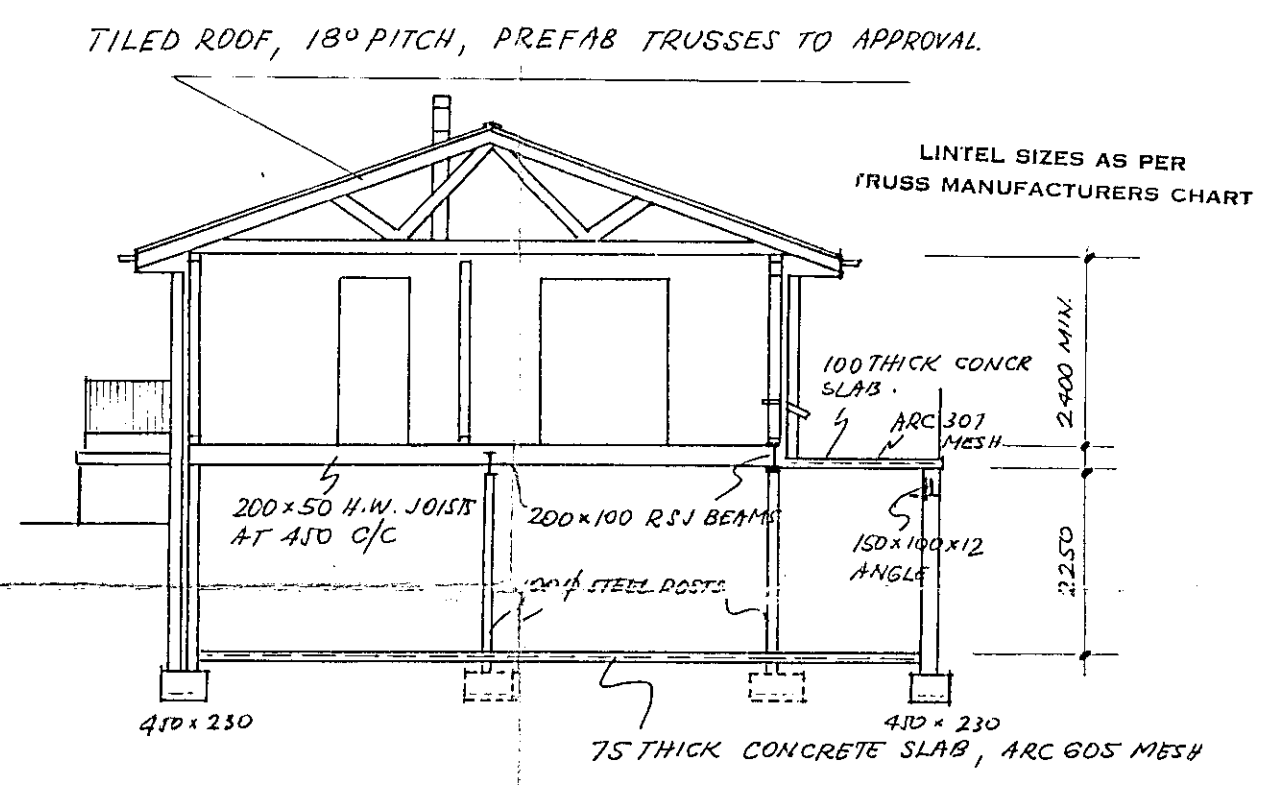 TILED ROOF, 18° PITCH, PREFAB TRUSSES TO APPROVAL.
LINTEL SIZES AS PER
TRUSS MANUFACTURERS CHART
2400 MIN.
100 THICK CONCR
SLAB.
ARC 307
MESH
200 x 50 H.W. JOISTS
AT 450 C/C
200 x 100 RSJ BEAMS
150 x 100 x 12
ANGLE
2250
100 ϕ STEEL POSTS
450 x 230
450 x 230
75 THICK CONCRETE SLAB, ARC 605 MESH